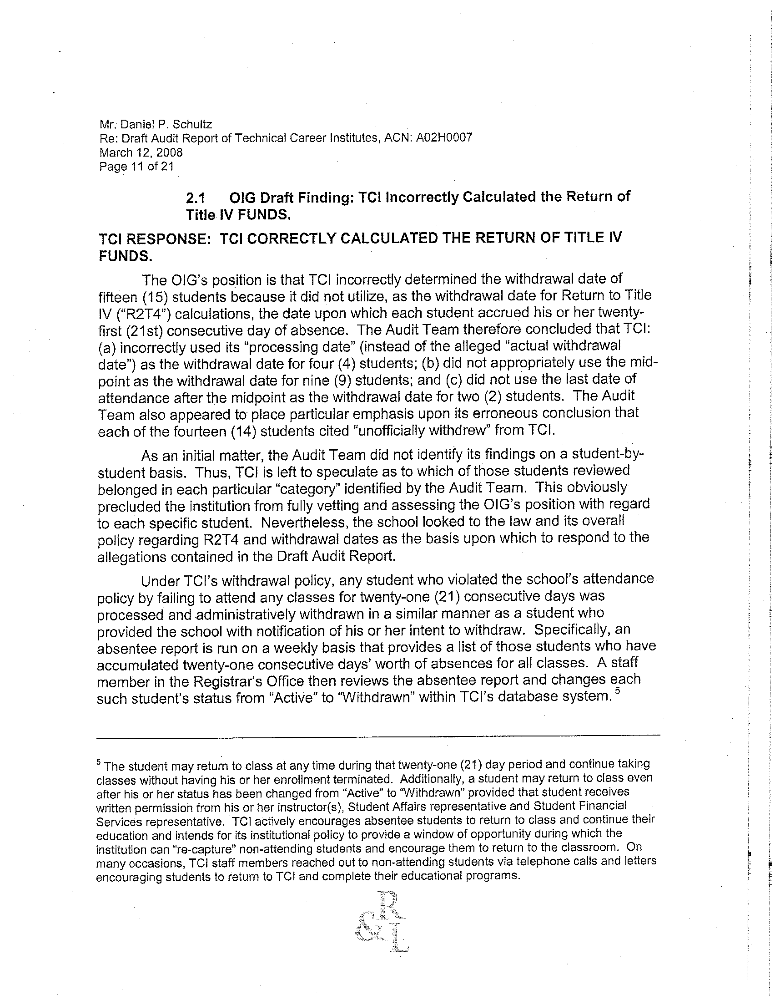 Mr. Daniel P. Schultz
Re: Draft Audit Report of Technical Career Institutes, ACN: A02H0007
March 12, 2008
Page 11 of 21
2.1 OIG Draft Finding: TCI Incorrectly Calculated the Return of
Title IV FUNDS.
TCI RESPONSE: TCI CORRECTLY CALCULATED THE RETURN OF TITLE IV
FUNDS.
The OIG's position is that TCI incorrectly determined the withdrawal date of
fifteen (15) students because it did not utilize, as the withdrawal date for Return to Title
IV ("R2T4") calculations, the date upon which each student accrued his or her twenty-
first (21st) consecutive day of absence. The Audit Team therefore concluded that TCI:
(a) incorrectly used its "processing date" (instead of the alleged "actual withdrawal
date") as the withdrawal date for four (4) students; (b) did not appropriately use the mid-
point as the withdrawal date for nine (9) students; and (c) did not use the last date of
attendance after the midpoint as the withdrawal date for two (2) students. The Audit
Team also appeared to place particular emphasis upon its erroneous conclusion that
each of the fourteen (14) students cited "unofficially withdrew" from TCI.
As an initial matter, the Audit Team did not identify its findings on a student-by-
student basis. Thus, TCI is left to speculate as to which of those students reviewed
belonged in each particular "category" identified by the Audit Team. This obviously
precluded the institution from fully vetting and assessing the OIG's position with regard
to each specific student. Nevertheless, the school looked to the law and its overall
policy regarding R2T4 and withdrawal dates as the basis upon which to respond to the
allegations contained in the Draft Audit Report.
Under TCI's withdrawal policy, any student who violated the school's attendance
policy by failing to attend any classes for twenty-one (21) consecutive days was
processed and administratively withdrawn in a similar manner as a student who
provided the school with notification of his or her intent to withdraw. Specifically, an
absentee report is run on a weekly basis that provides a list of those students who have
accumulated twenty-one consecutive days' worth of absences for all classes. A staff
member in the Registrar's Office then reviews the absentee report and changes each
such student's status from "Active" to "Withdrawn" within TCI's database system. 5
5 The student may return to class at any time during that twenty-one (21) day period and continue taking
classes without having his or her enrollment terminated. Additionally, a student may return to class even
after his or her status has been changed from "Active" to "Withdrawn" provided that student receives
written permission from his or her instructor(s), Student Affairs representative and Student Financial
Services representative. TCI actively encourages absentee students to return to class and continue their
education and intends for its institutional policy to provide a window of opportunity during which the
institution can "re-capture" non-attending students and encourage them to return to the classroom. On
many occasions, TCI staff members reached out to non-attending students via telephone calls and letters
encouraging students to return to TCI and complete their educational programs.
R
&L